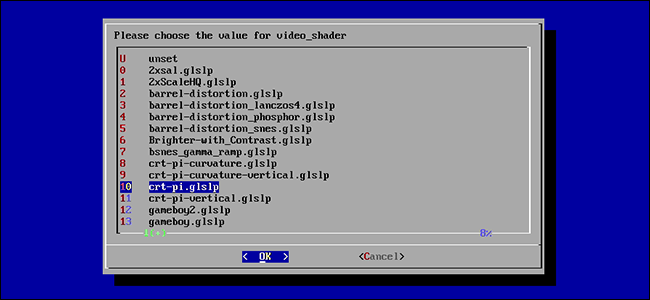 Please choose the value for video_shader
U unset
0 2xsal.glslp
1 2xScaleHQ.glslp
2 barrel-distortion.glslp
3 barrel-distortion_lanczos4.glslp
4 barrel-distortion_phosphor.glslp
5 barrel-distortion_snes.glslp
6 Brighter-with_Contrast.glslp
7 bsnes_gamma_ramp.glslp
8 crt-pi-curvature.glslp
9 crt-pi-curvature-vertical.glslp
10 crt-pi.glslp
11 crt-pi-vertical.glslp
12 gameboy2.glslp
13 gameboy.glslp
8%
< OK > <Cancel>